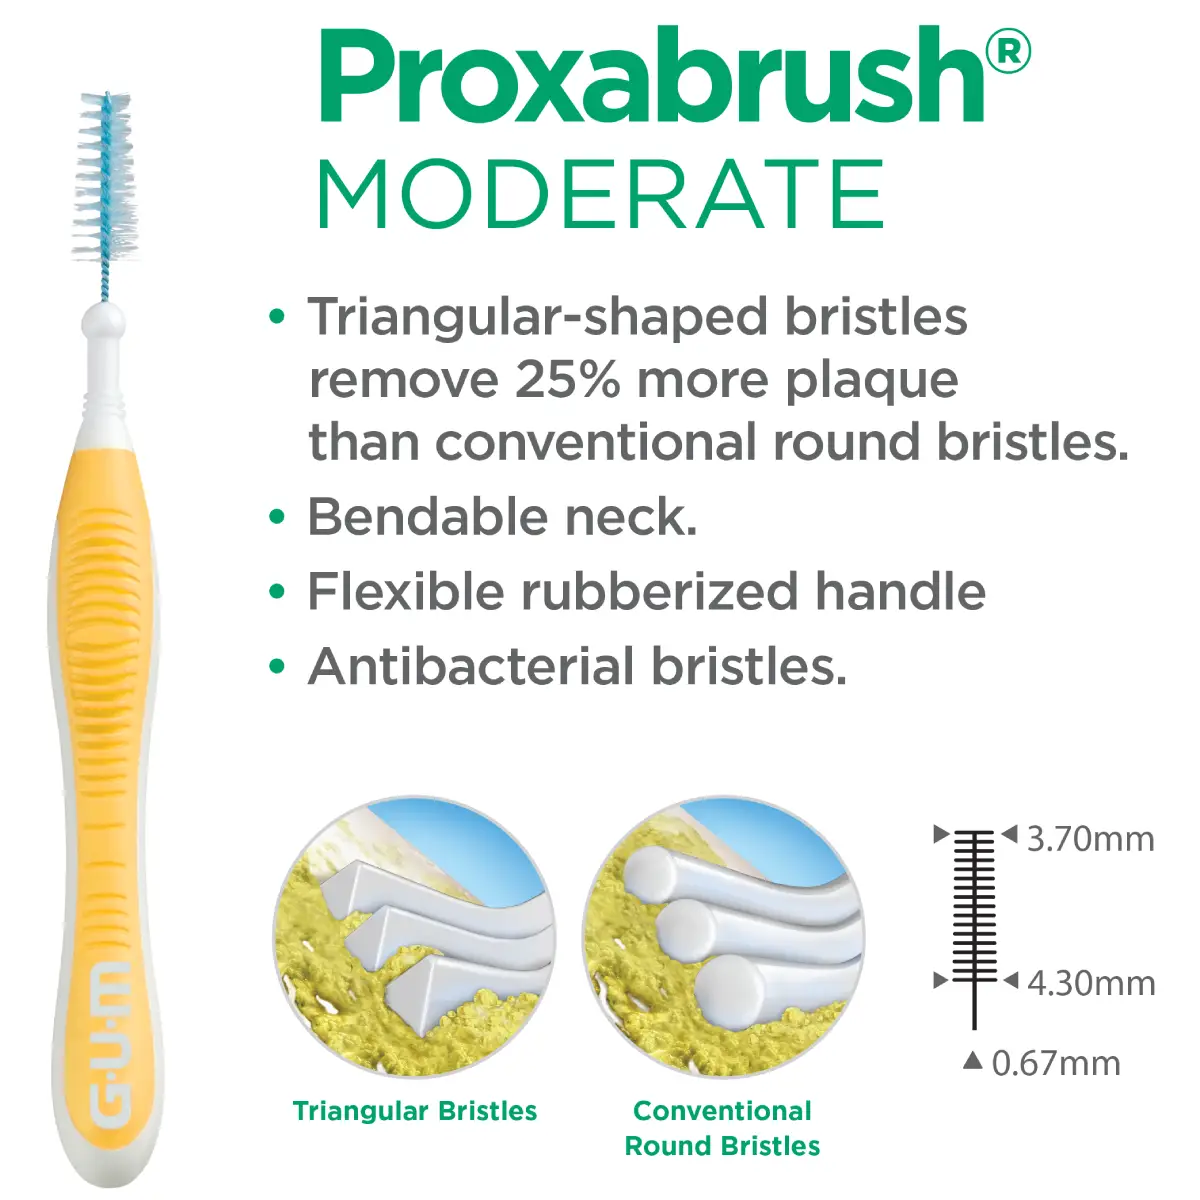 Proxabrush®
MODERATE
• Triangular-shaped bristles
remove 25% more plaque
than conventional round bristles.
• Bendable neck.
• Flexible rubberized handle
• Antibacterial bristles.
G·U·M
Triangular Bristles
Conventional
Round Bristles
3.70mm
4.30mm
0.67mm